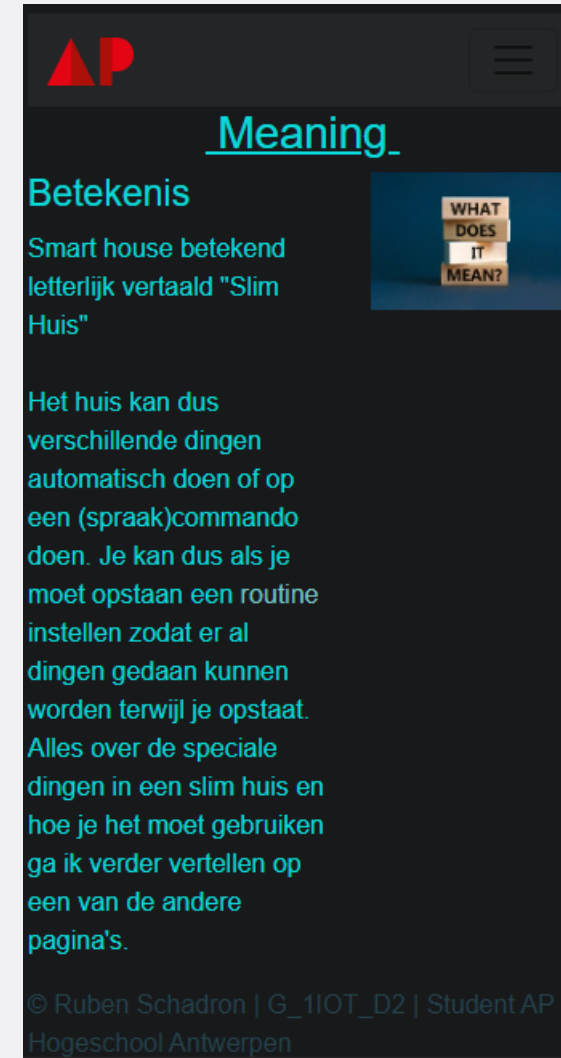 AP
Meaning
Betekenis
Smart house betekend
letterlijk vertaald "Slim
Huis"
WHAT
DOES
IT
MEAN?
Het huis kan dus
verschillende dingen
automatisch doen of op
een (spraak)commando
doen. Je kan dus als je
moet opstaan een routine
instellen zodat er al
dingen gedaan kunnen
worden terwijl je opstaat.
Alles over de speciale
dingen in een slim huis en
hoe je het moet gebruiken
ga ik verder vertellen op
een van de andere
pagina's.
© Ruben Schadron | G_1IOT_D2 | Student AP
Hogeschool Antwerpen